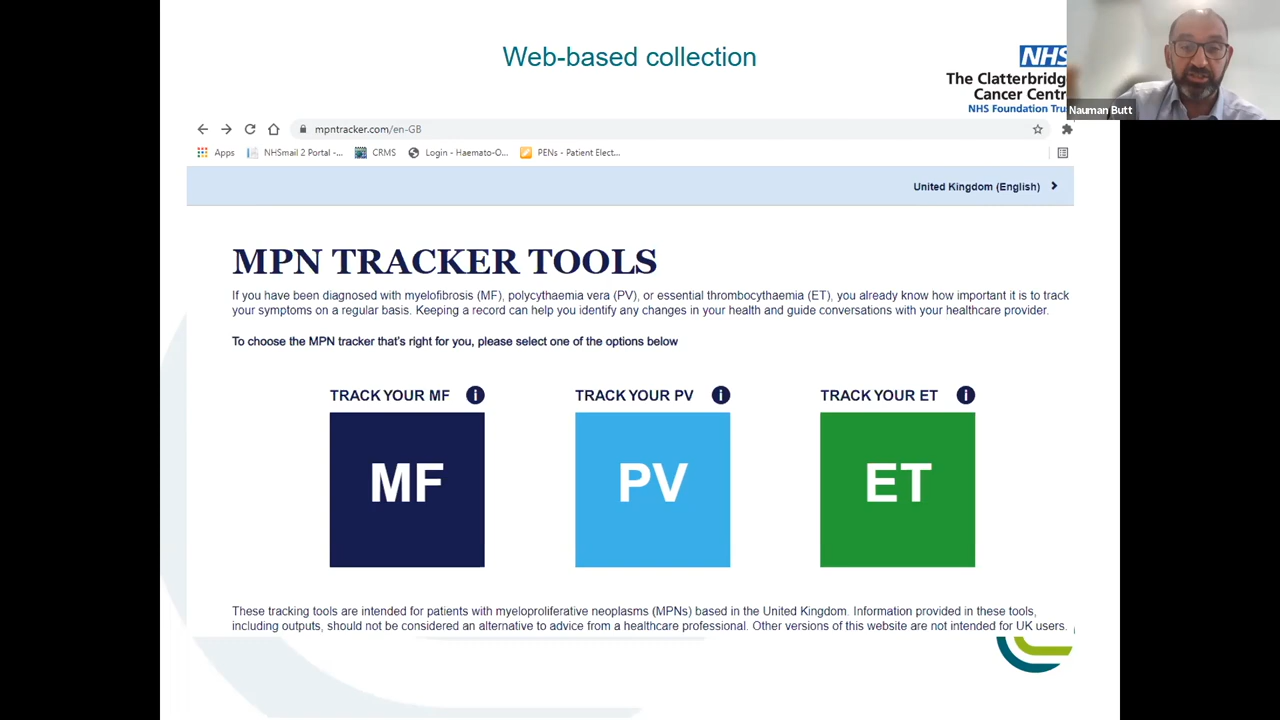 Web-based collection
NHS
The Clatterbridg
Cancer Centr
NHS Foundation Tru
Nauman Butt
mpntracker.com/en-GB
Apps NHSmail 2 Portal -... CRMS Login - Haemato-O... PENs - Patient Elect...
United Kingdom (English)
MPN TRACKER TOOLS
If you have been diagnosed with myelofibrosis (MF), polycythaemia vera (PV), or essential thrombocythaemia (ET), you already know how important it is to track
your symptoms on a regular basis. Keeping a record can help you identify any changes in your health and guide conversations with your healthcare provider.
To choose the MPN tracker that's right for you, please select one of the options below
TRACK YOUR MF i TRACK YOUR PV i TRACK YOUR ET i
MF PV ET
These tracking tools are intended for patients with myeloproliferative neoplasms (MPNs) based in the United Kingdom. Information provided in these tools,
including outputs, should not be considered an alternative to advice from a healthcare professional. Other versions of this website are not intended for UK users.